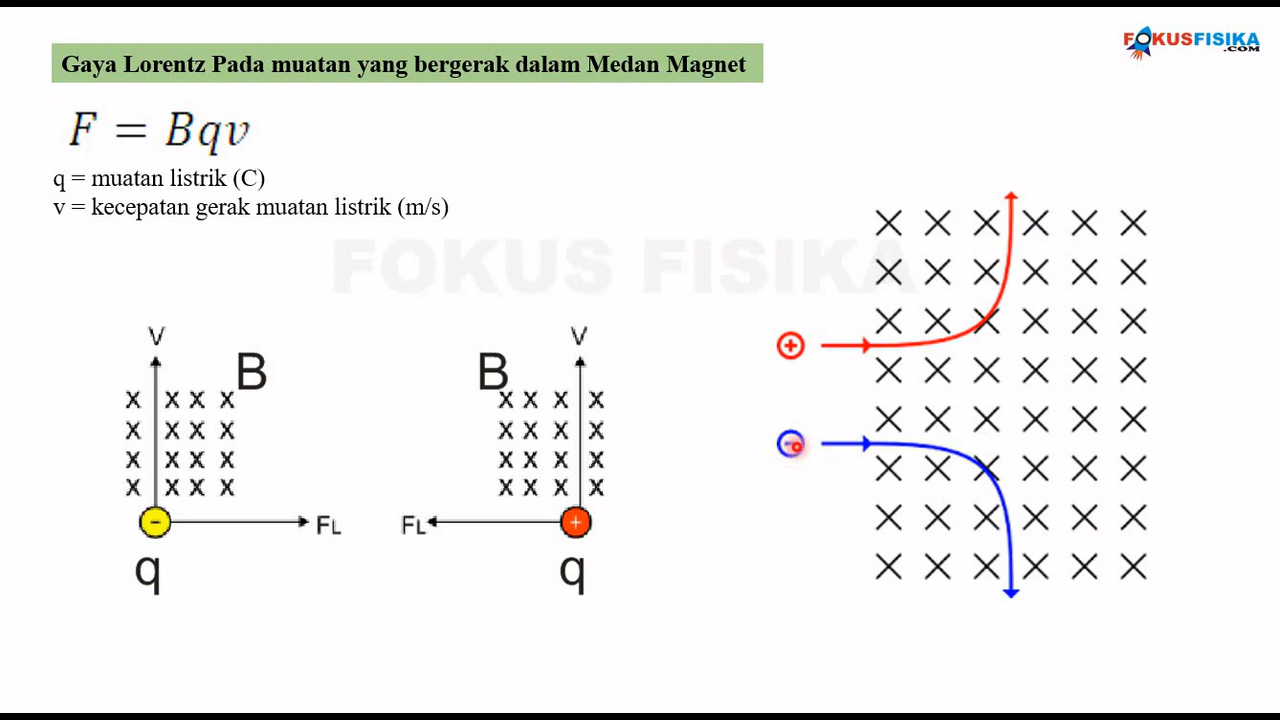 FOKUSFISIKA
.COM
Gaya Lorentz Pada muatan yang bergerak dalam Medan Magnet
F = Bqv
q = muatan listrik (C)
v = kecepatan gerak muatan listrik (m/s)
FOKUS FISIKA
V
B
x x x x
x x x x
x x x x
x x x x
-
FL
q
V
B
x x x x
x x x x
x x x x
x x x x
FL
+
q
+
-
× × × × × ×
× × × × × ×
× × × × × ×
× × × × × ×
× × × × × ×
× × × × × ×
× × × × × ×
× × × × × ×